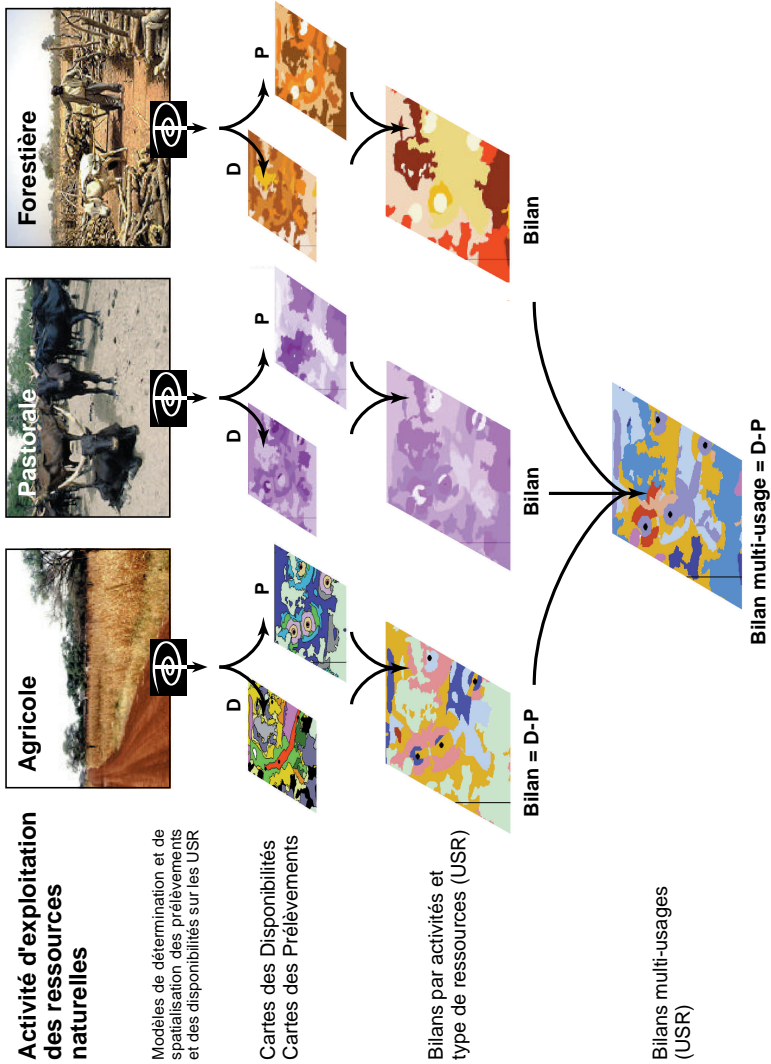 Activité d'exploitation
des ressources
naturelles
Agricole
Pastorale
Forestière
Modèles de détermination et de
spatialisation des prélèvements
et des disponibilités sur les USR
Cartes des Disponibilités
Cartes des Prélèvements
D
P
D
P
D
P
Bilans par activités et
type de ressources (USR)
Bilan = D-P
Bilan
Bilan
Bilans multi-usages
(USR)
Bilan multi-usage = D-P